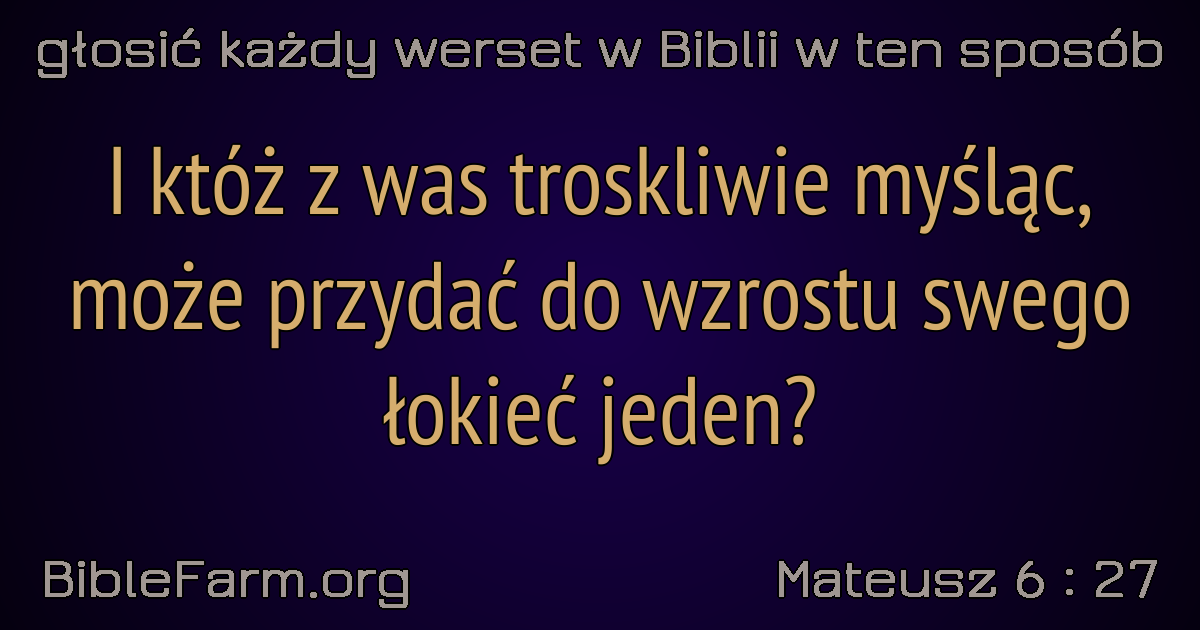 głosić każdy werset w Biblii w ten sposób
I któż z was troskliwie myśląc,
może przydać do wzrostu swego
łokieć jeden?
BibleFarm.org
Mateusz 6 : 27